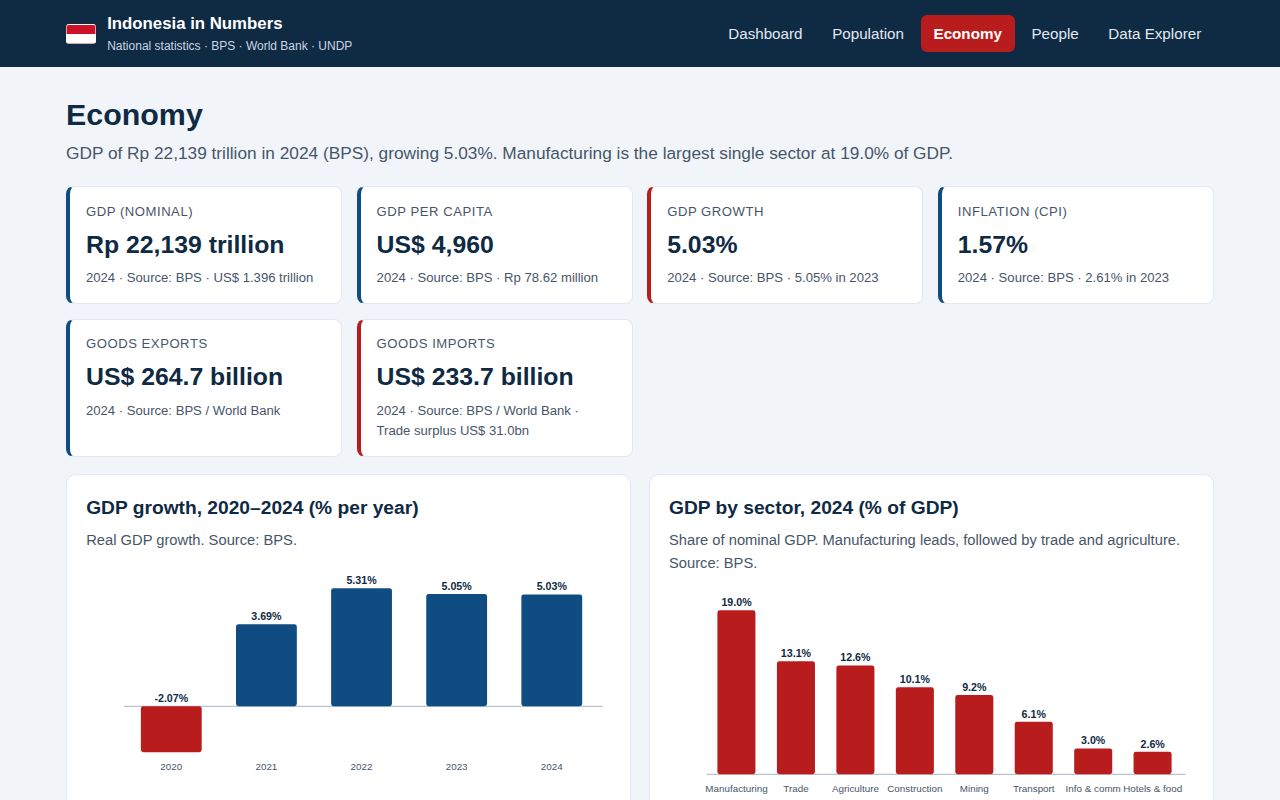 Indonesia in Numbers
National statistics · BPS · World Bank · UNDP
Dashboard Population Economy People Data Explorer
Economy
GDP of Rp 22,139 trillion in 2024 (BPS), growing 5.03%. Manufacturing is the largest single sector at 19.0% of GDP.
GDP (NOMINAL)
Rp 22,139 trillion
2024 · Source: BPS · US$ 1.396 trillion
GDP PER CAPITA
US$ 4,960
2024 · Source: BPS · Rp 78.62 million
GDP GROWTH
5.03%
2024 · Source: BPS · 5.05% in 2023
INFLATION (CPI)
1.57%
2024 · Source: BPS · 2.61% in 2023
GOODS EXPORTS
US$ 264.7 billion
2024 · Source: BPS / World Bank
GOODS IMPORTS
US$ 233.7 billion
2024 · Source: BPS / World Bank ·
Trade surplus US$ 31.0bn
GDP growth, 2020–2024 (% per year)
Real GDP growth. Source: BPS.
-2.07% 3.69% 5.31% 5.05% 5.03%
2020 2021 2022 2023 2024
GDP by sector, 2024 (% of GDP)
Share of nominal GDP. Manufacturing leads, followed by trade and agriculture.
Source: BPS.
19.0% 13.1% 12.6% 10.1% 9.2% 6.1% 3.0% 2.6%
Manufacturing Trade Agriculture Construction Mining Transport Info & comm Hotels & food